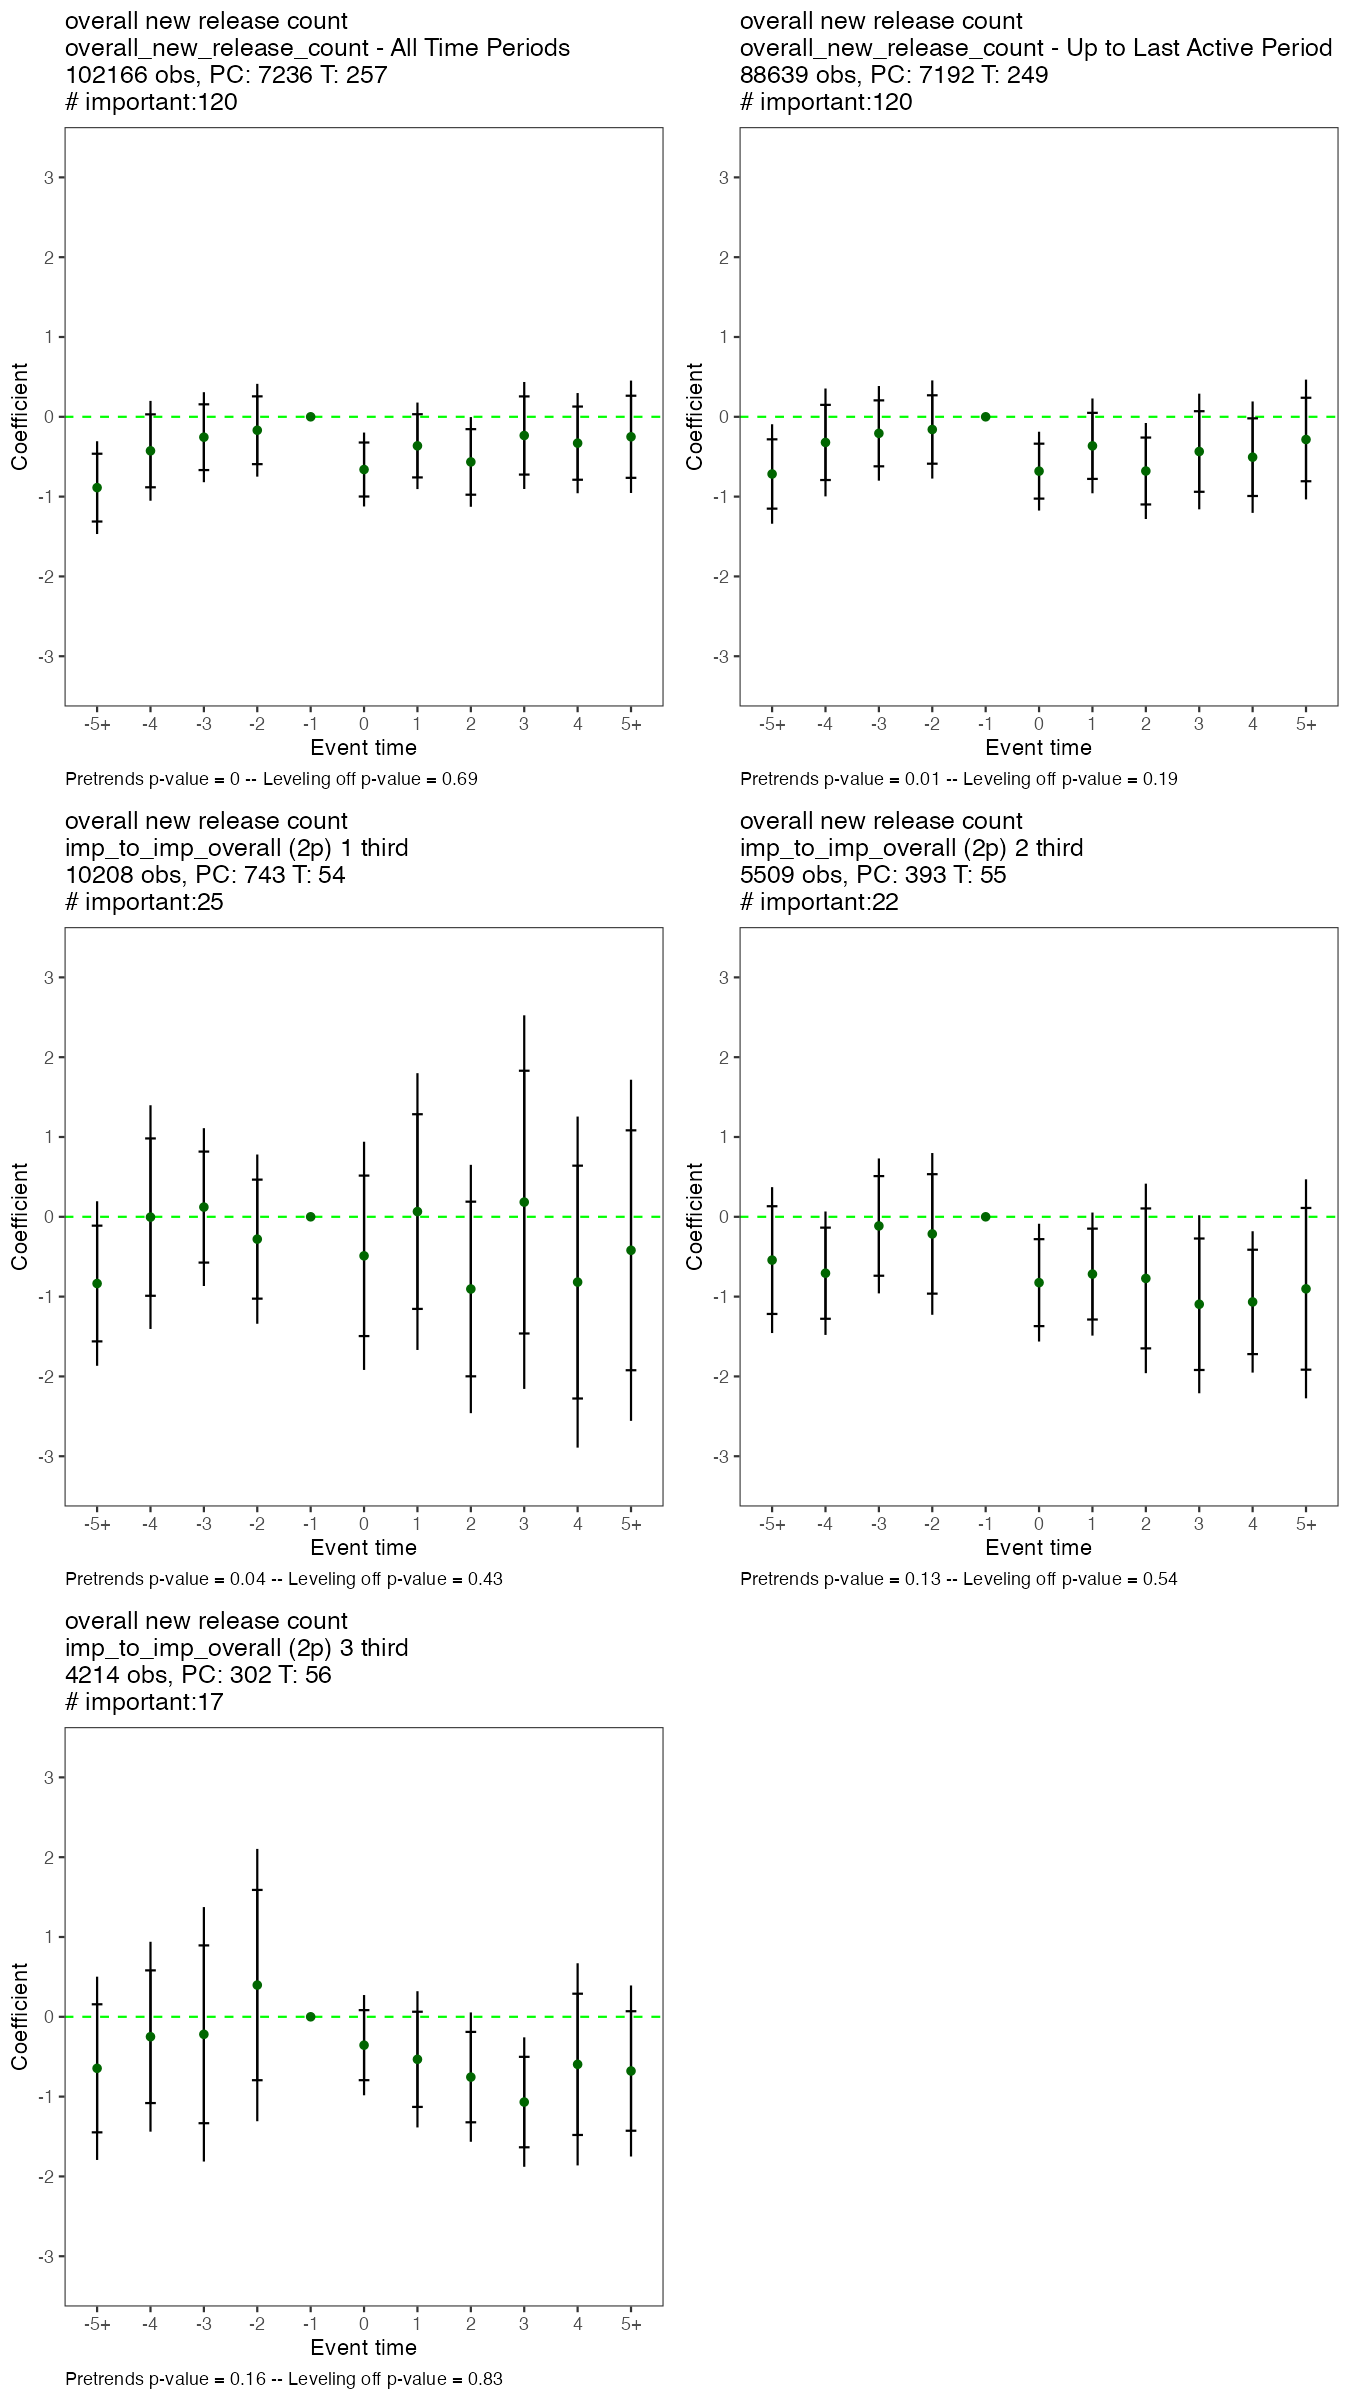 overall new release count
overall_new_release_count - All Time Periods
102166 obs, PC: 7236 T: 257
# important:120
3
2
1
0
-1
-2
-3
Coefficient
-5+ -4 -3 -2 -1 0 1 2 3 4 5+
Event time
Pretrends p-value = 0 -- Leveling off p-value = 0.69
overall new release count
overall_new_release_count - Up to Last Active Period
88639 obs, PC: 7192 T: 249
# important:120
3
2
1
0
-1
-2
-3
Coefficient
-5+ -4 -3 -2 -1 0 1 2 3 4 5+
Event time
Pretrends p-value = 0.01 -- Leveling off p-value = 0.19
overall new release count
imp_to_imp_overall (2p) 1 third
10208 obs, PC: 743 T: 54
# important:25
3
2
1
0
-1
-2
-3
Coefficient
-5+ -4 -3 -2 -1 0 1 2 3 4 5+
Event time
Pretrends p-value = 0.04 -- Leveling off p-value = 0.43
overall new release count
imp_to_imp_overall (2p) 2 third
5509 obs, PC: 393 T: 55
# important:22
3
2
1
0
-1
-2
-3
Coefficient
-5+ -4 -3 -2 -1 0 1 2 3 4 5+
Event time
Pretrends p-value = 0.13 -- Leveling off p-value = 0.54
overall new release count
imp_to_imp_overall (2p) 3 third
4214 obs, PC: 302 T: 56
# important:17
3
2
1
0
-1
-2
-3
Coefficient
-5+ -4 -3 -2 -1 0 1 2 3 4 5+
Event time
Pretrends p-value = 0.16 -- Leveling off p-value = 0.83